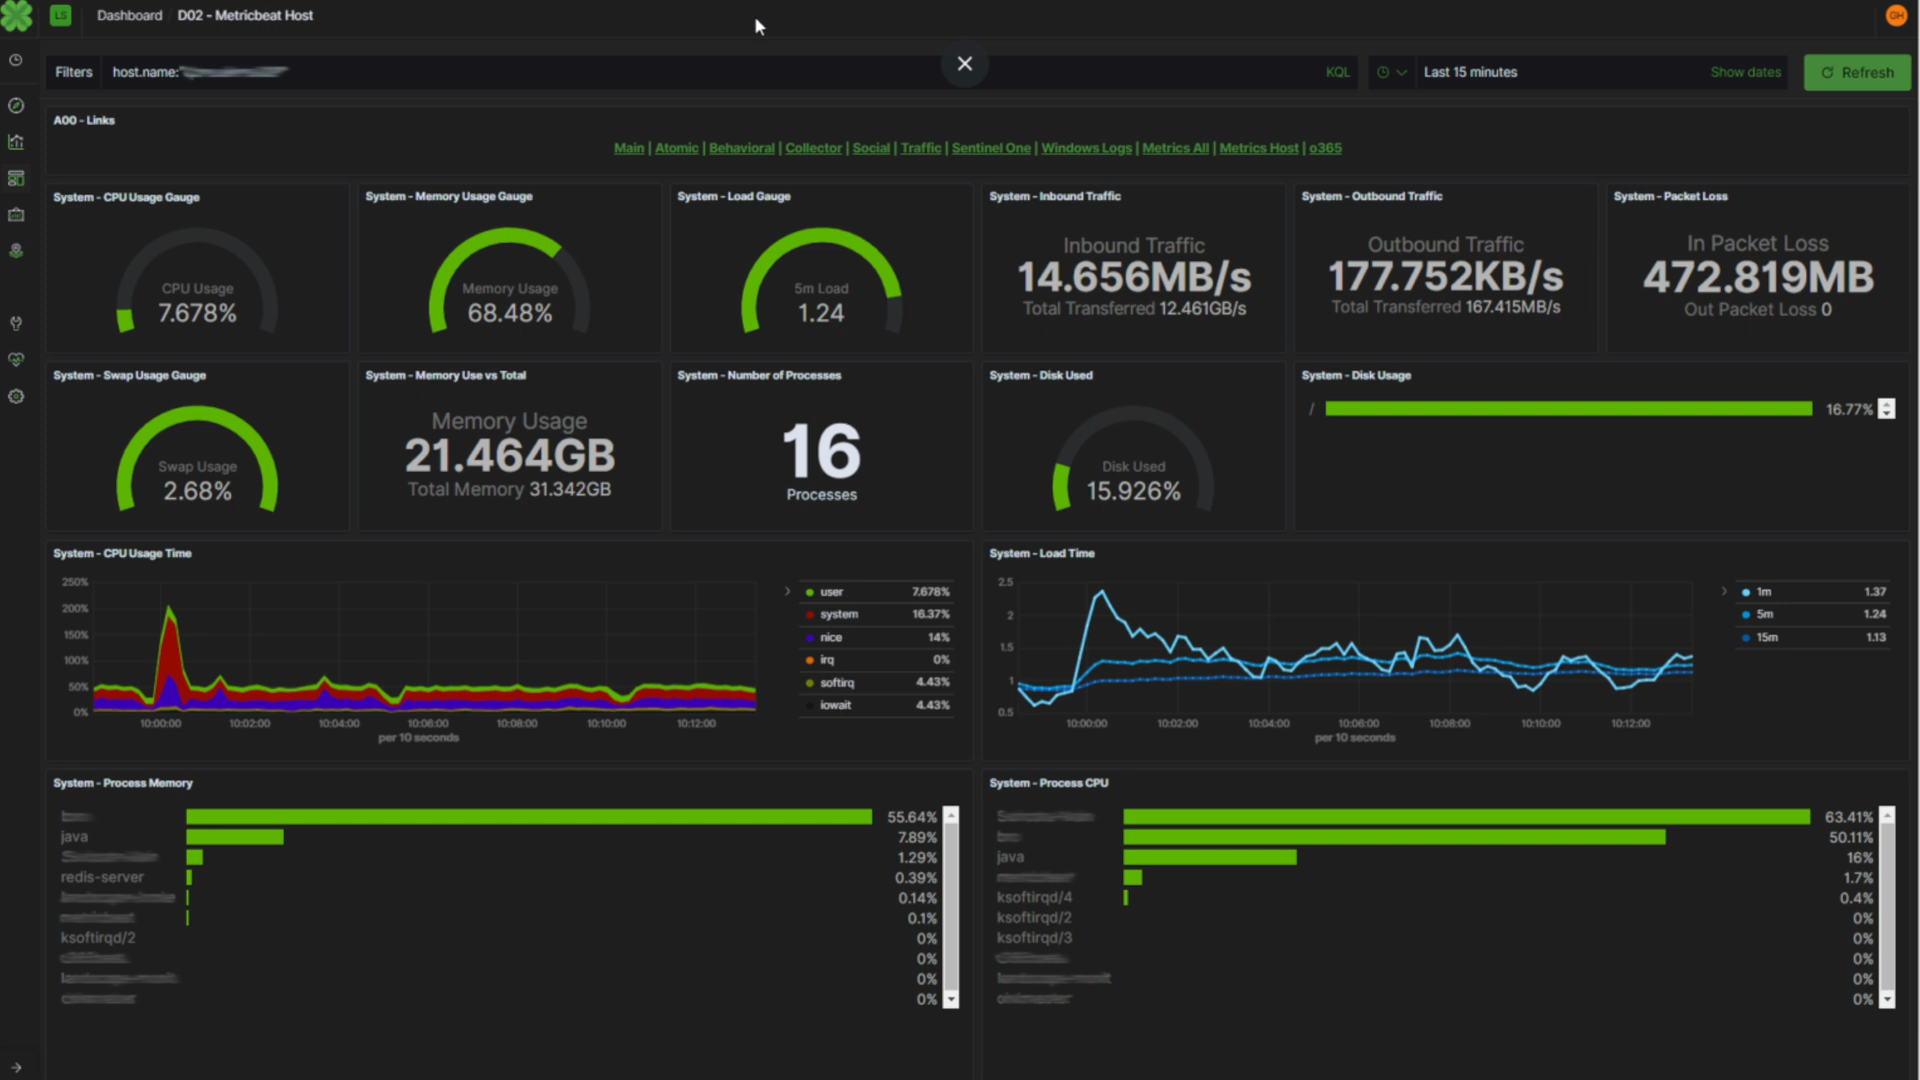 LS Dashboard D02 - Metricbeat Host GH
Filters host.name:" KQL Last 15 minutes Show dates Refresh
A00 - Links
Main | Atomic | Behavioral | Collector | Social | Traffic | Sentinel One | Windows Logs | Metrics All | Metrics Host | o365
System - CPU Usage Gauge
CPU Usage
7.678%
System - Memory Usage Gauge
Memory Usage
68.48%
System - Load Gauge
5m Load
1.24
System - Inbound Traffic
Inbound Traffic
14.656MB/s
Total Transferred 12.461GB/s
System - Outbound Traffic
Outbound Traffic
177.752KB/s
Total Transferred 167.415MB/s
System - Packet Loss
In Packet Loss
472.819MB
Out Packet Loss 0
System - Swap Usage Gauge
Swap Usage
2.68%
System - Memory Use vs Total
Memory Usage
21.464GB
Total Memory 31.342GB
System - Number of Processes
16
Processes
System - Disk Used
Disk Used
15.926%
System - Disk Usage
/ 16.77%
System - CPU Usage Time
250%
200%
150%
100%
50%
0%
10:00:00 10:02:00 10:04:00 10:06:00 10:08:00 10:10:00 10:12:00
per 10 seconds
user 7.678%
system 16.37%
nice 14%
irq 0%
softirq 4.43%
iowait 4.43%
System - Load Time
2.5
2
1.5
1
0.5
10:00:00 10:02:00 10:04:00 10:06:00 10:08:00 10:10:00 10:12:00
per 10 seconds
1m 1.37
5m 1.24
15m 1.13
System - Process Memory
55.64%
java 7.89%
1.29%
redis-server 0.39%
0.14%
0.1%
ksoftirqd/2 0%
0%
0%
0%
System - Process CPU
63.41%
50.11%
java 16%
1.7%
ksoftirqd/4 0.4%
ksoftirqd/2 0%
ksoftirqd/3 0%
0%
0%
0%